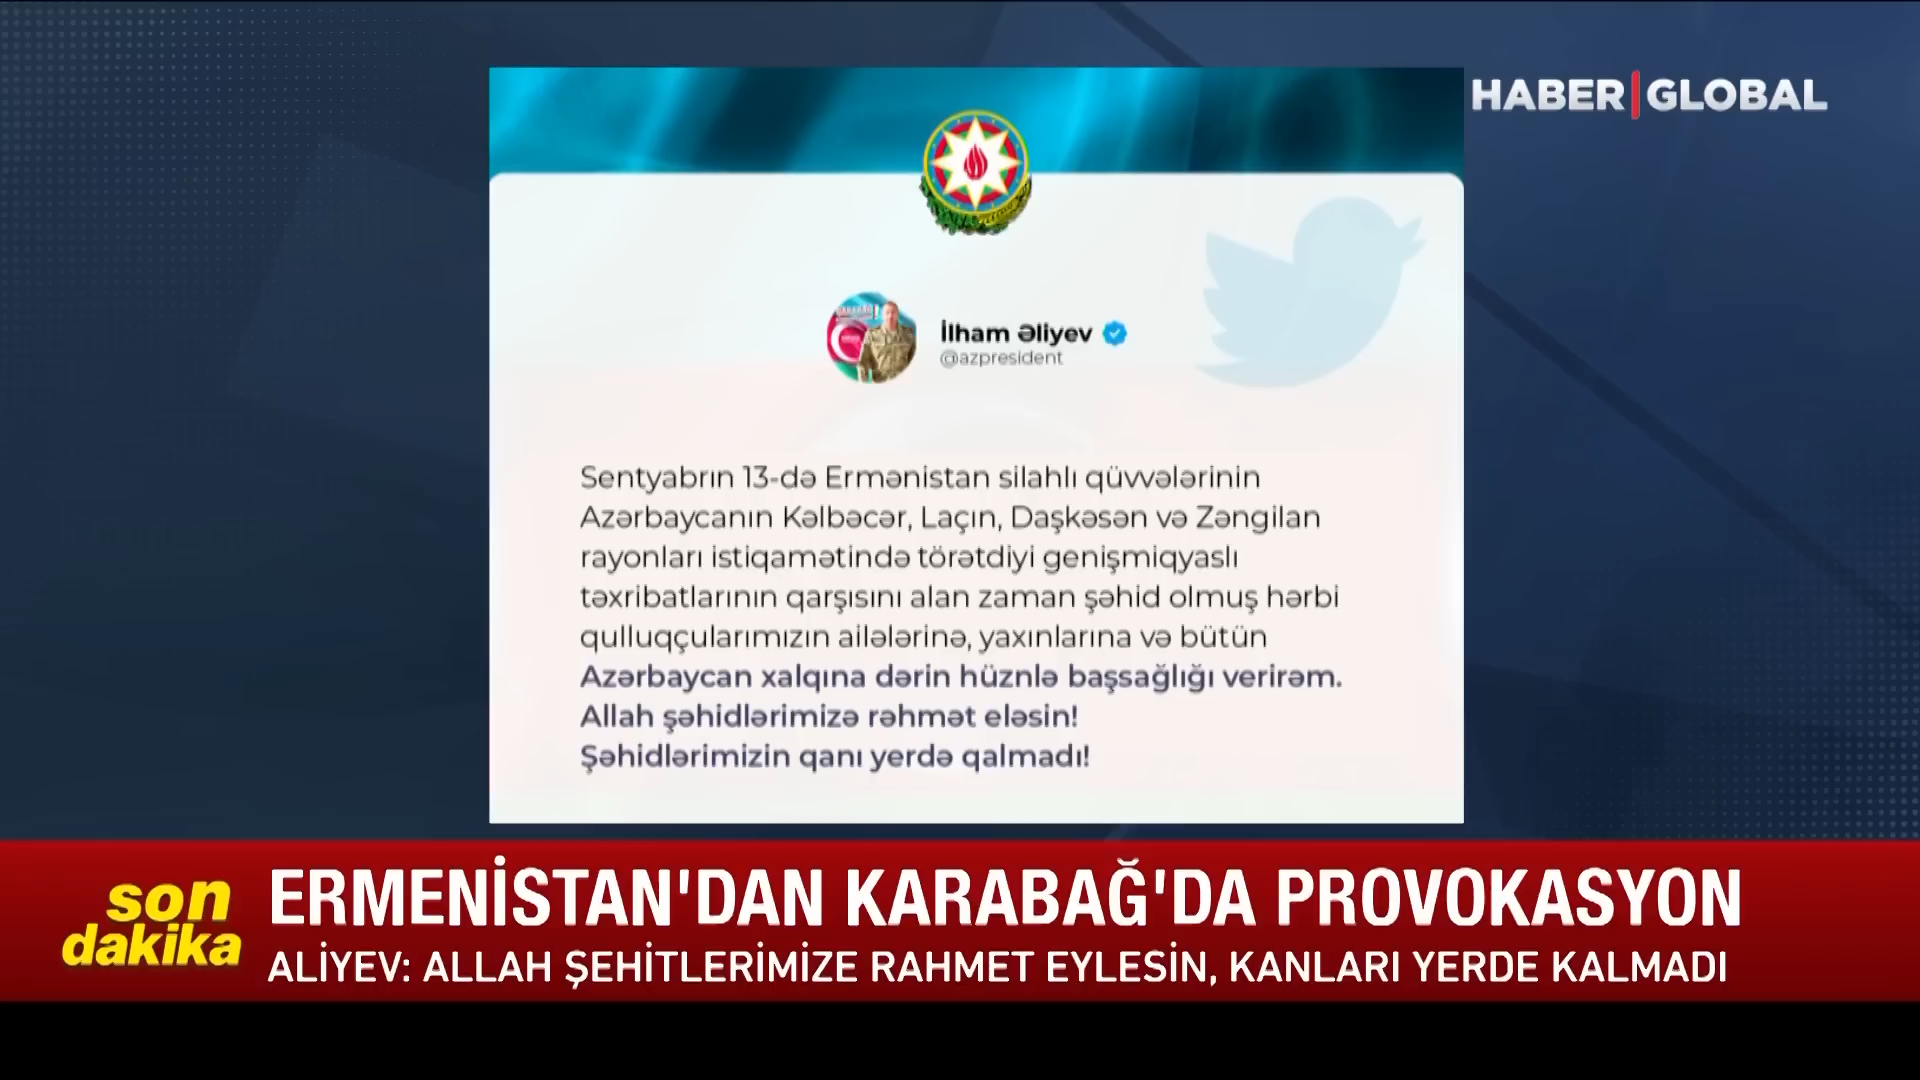 HABER GLOBAL
İlham Əliyev
@azpresident
Sentyabrın 13-də Ermənistan silahlı qüvvələrinin
Azərbaycanın Kəlbəcər, Laçın, Daşkəsən və Zəngilan
rayonları istiqamətində törətdiyi genişmiqyaslı
təxribatlarının qarşısını alan zaman şəhid olmuş hərbi
qulluqçularımızın ailələrinə, yaxınlarına və bütün
Azərbaycan xalqına dərin hüznlə başsağlığı verirəm.
Allah şəhidlərimizə rəhmət eləsin!
Şəhidlərimizin qanı yerdə qalmadı!
son
dakika
ERMENİSTAN'DAN KARABAĞ'DA PROVOKASYON
ALİYEV: ALLAH ŞEHİTLERİMİZE RAHMET EYLESİN, KANLARI YERDE KALMADI